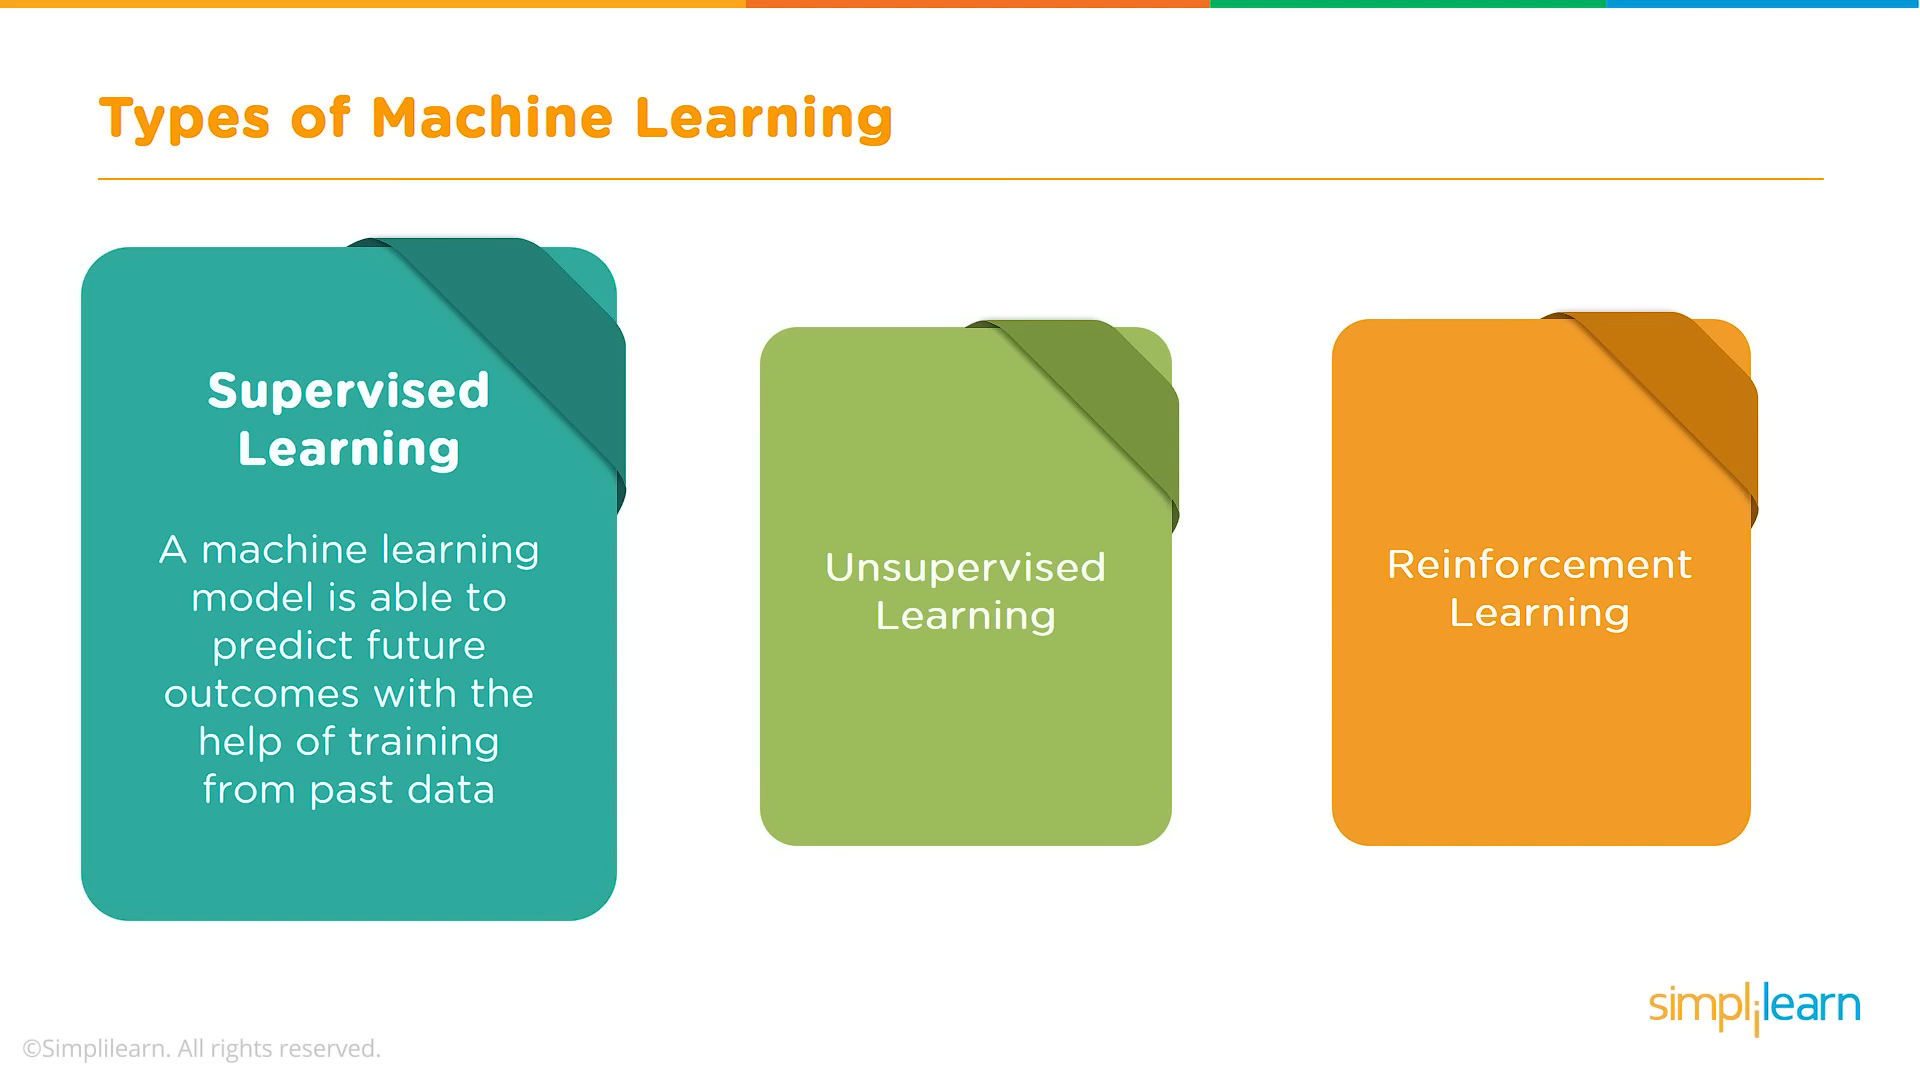 Types of Machine Learning
Supervised
Learning
A machine learning
model is able to
predict future
outcomes with the
help of training
from past data
Unsupervised
Learning
Reinforcement
Learning
simplilearn
©Simplilearn. All rights reserved.